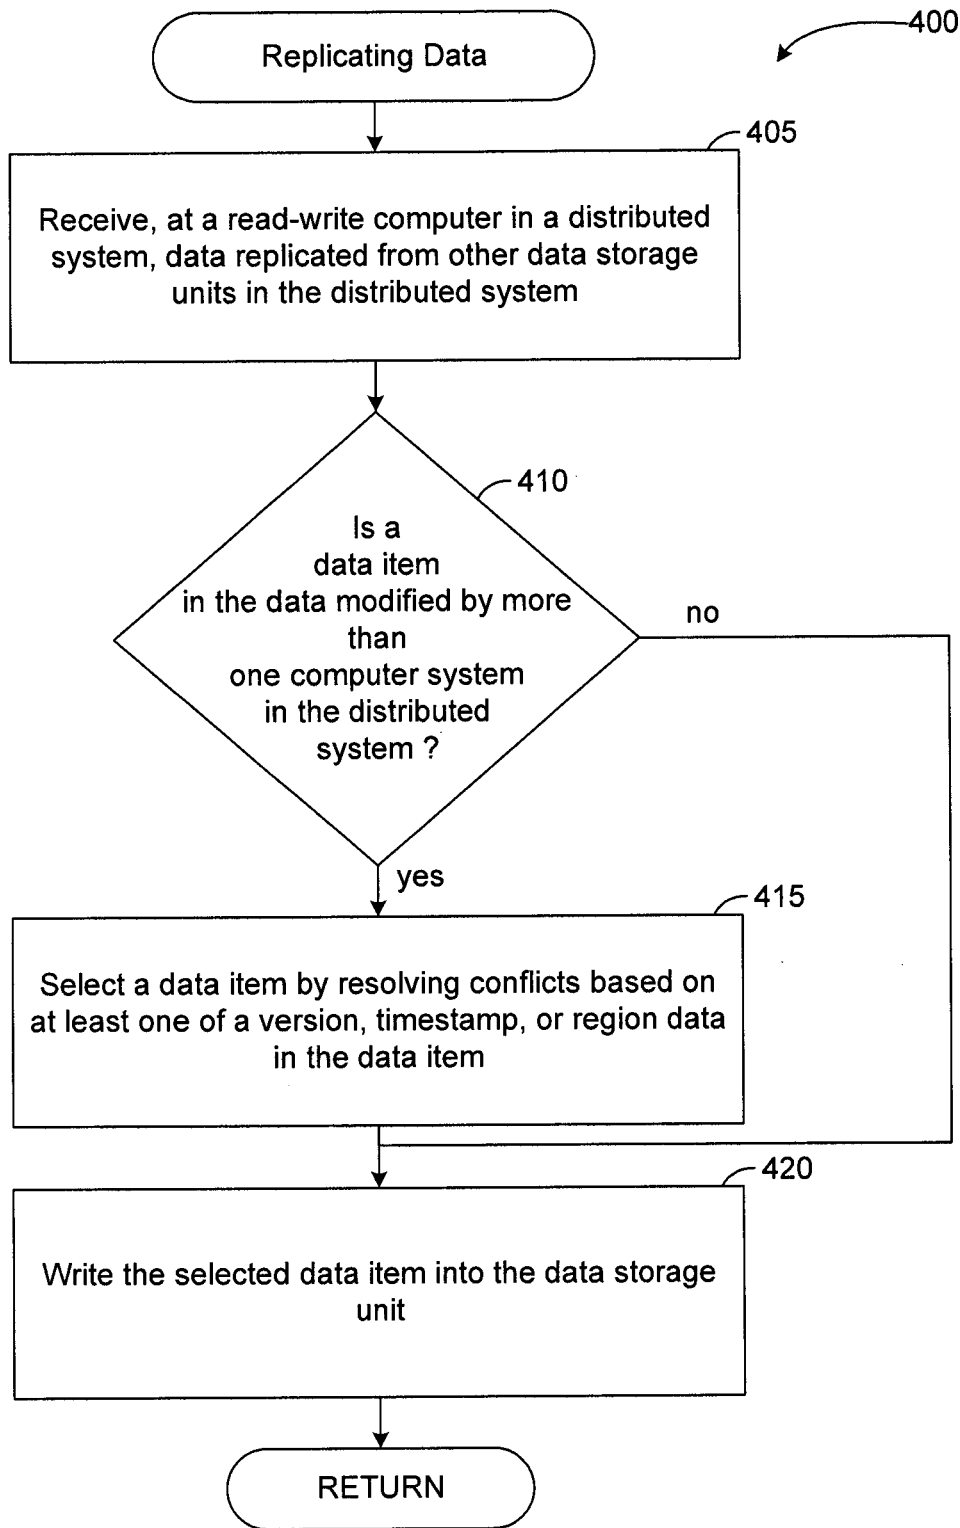 Replicating Data
400
405
Receive, at a read-write computer in a distributed
system, data replicated from other data storage
units in the distributed system
410
Is a
data item
in the data modified by more
than
one computer system
in the distributed
system ?
no
yes
415
Select a data item by resolving conflicts based on
at least one of a version, timestamp, or region data
in the data item
420
Write the selected data item into the data storage
unit
RETURN